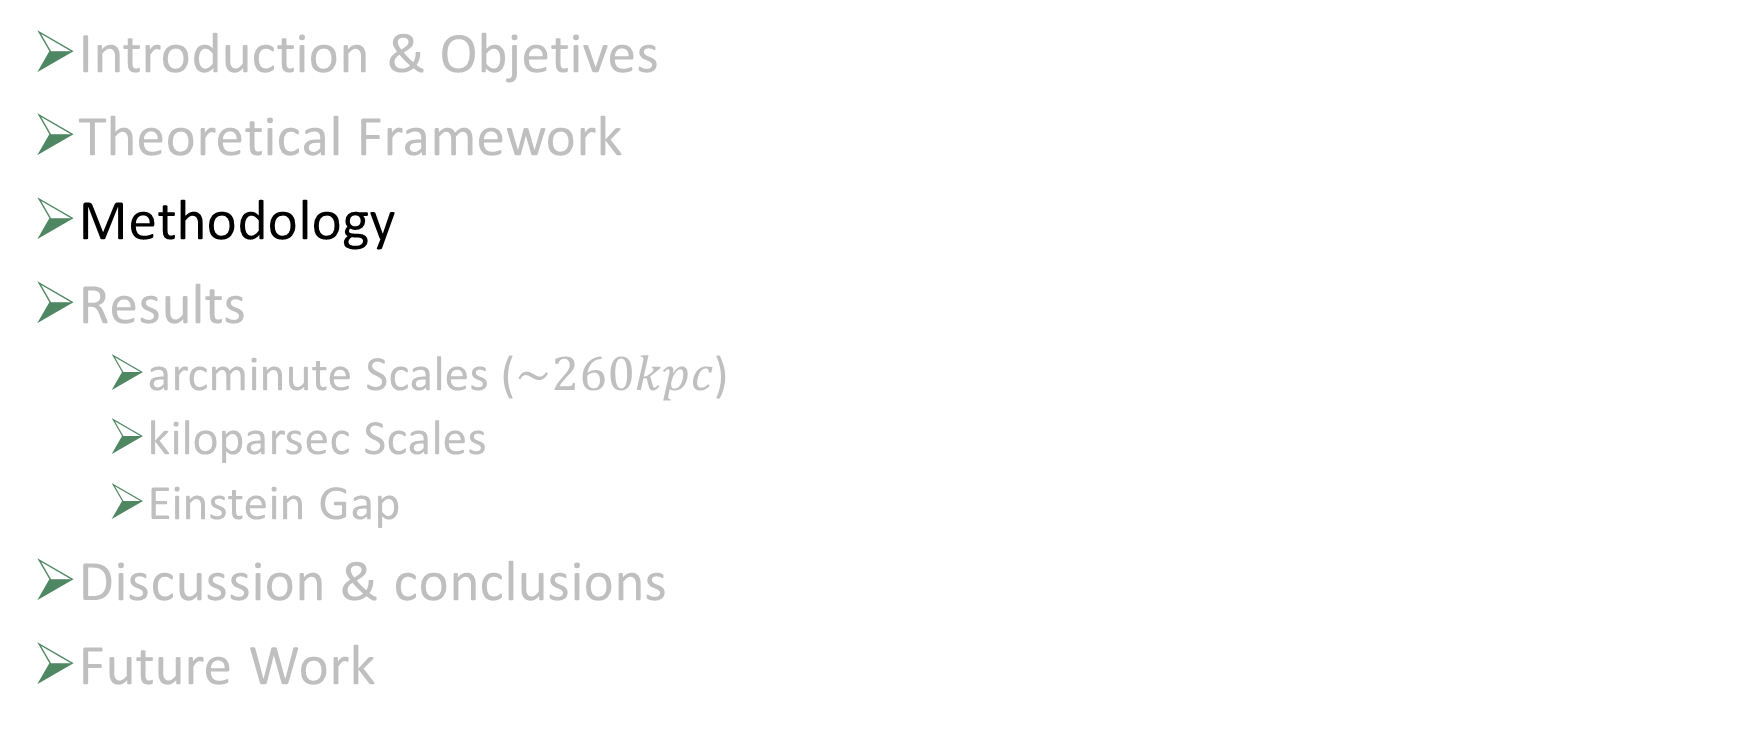 Introduction & Objetives
Theoretical Framework
Methodology
Results
arcminute Scales (~260kpc)
kiloparsec Scales
Einstein Gap
Discussion & conclusions
Future Work